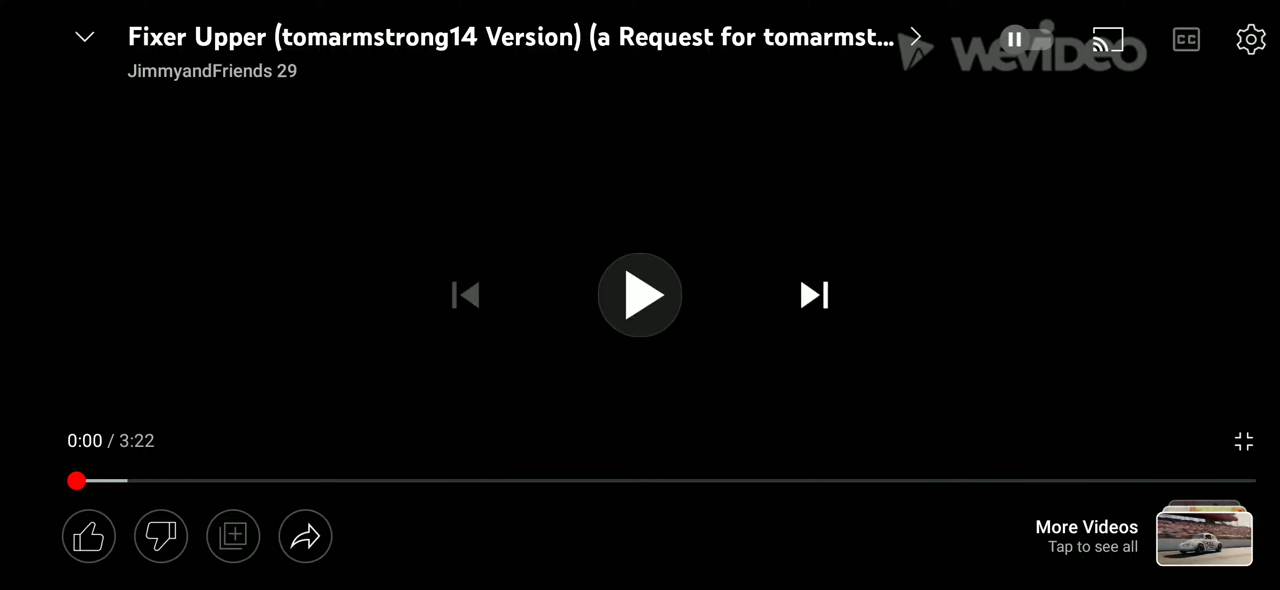 Fixer Upper (tomarmstrong14 Version) (a Request for tomarmst...
JimmyandFriends 29
WeVideo
CC
0:00 / 3:22
More Videos
Tap to see all